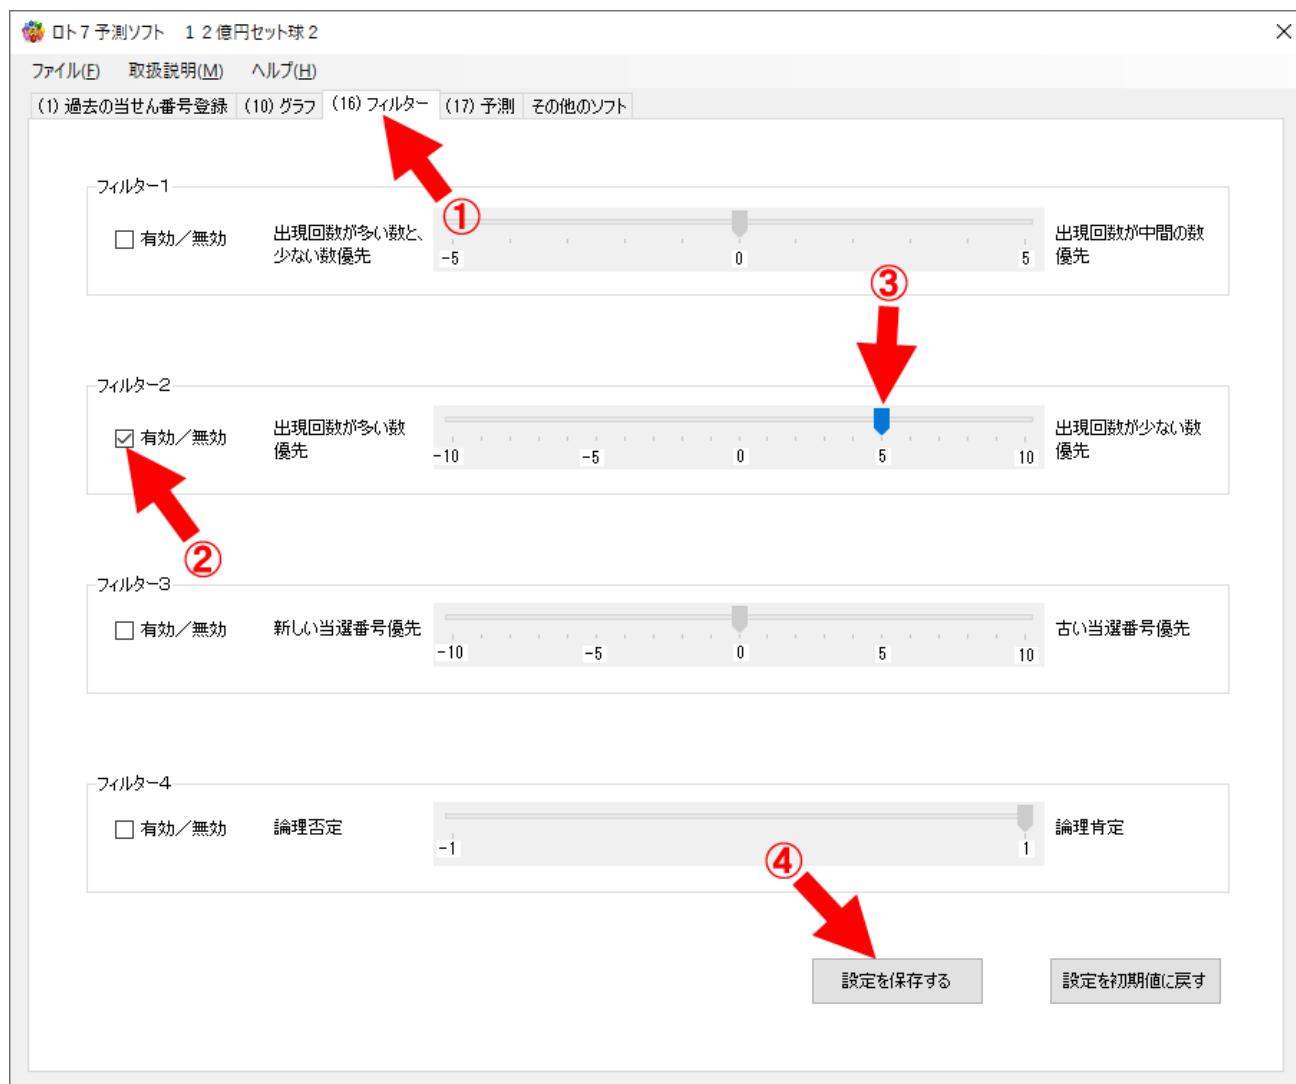 ロト７予測ソフト　１２億円セット球２
ファイル(F)　取扱説明(M)　ヘルプ(H)
(1) 過去の当せん番号登録 (10) グラフ (16) フィルター (17) 予測 その他のソフト
①
フィルター1
有効／無効
出現回数が多い数と、
少ない数優先
-5 0 5
出現回数が中間の数
優先
③
フィルター2
有効／無効
出現回数が多い数
優先
-10 -5 0 5 10
出現回数が少ない数
優先
②
フィルター3
有効／無効
新しい当選番号優先
-10 -5 0 5 10
古い当選番号優先
フィルター4
有効／無効
論理否定
-1 1
論理肯定
④
設定を保存する
設定を初期値に戻す